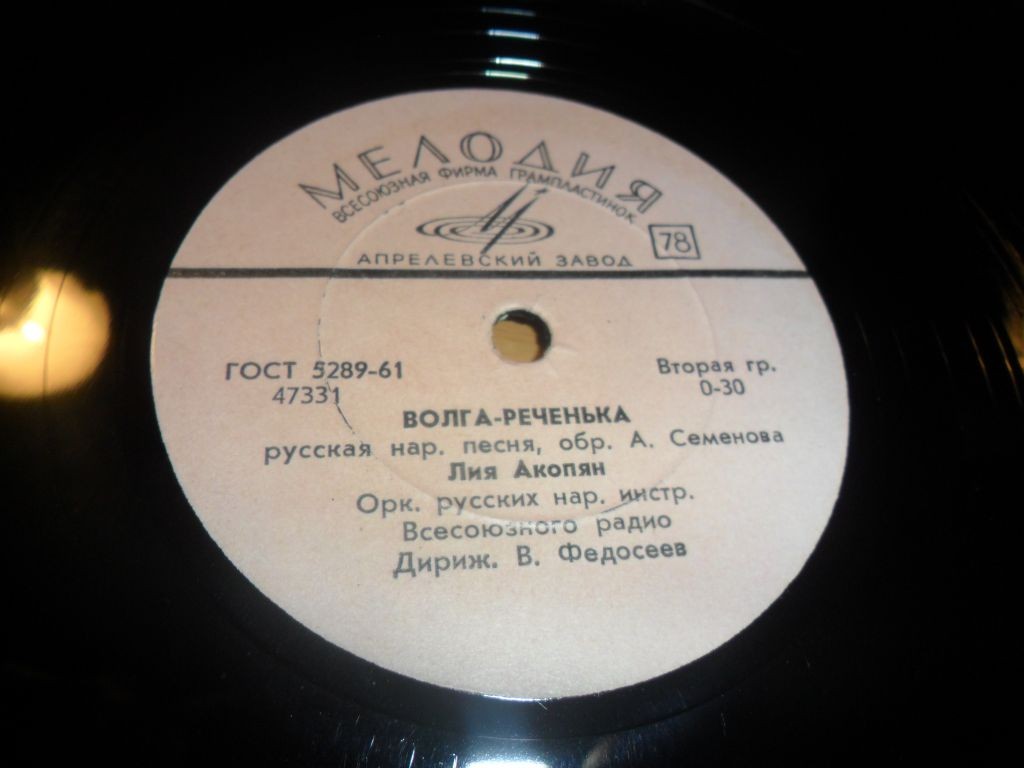 МЕЛОДИЯ
ВСЕСОЮЗНАЯ ФИРМА ГРАМПЛАСТИНОК
78
АПРЕЛЕВСКИЙ ЗАВОД
ГОСТ 5289-61 Вторая гр.
47331 0-30
ВОЛГА-РЕЧЕНЬКА
русская нар. песня, обр. А. Семенова
Лия Акопян
Орк. русских нар. инстр.
Всесоюзного радио
Дириж. В. Федосеев